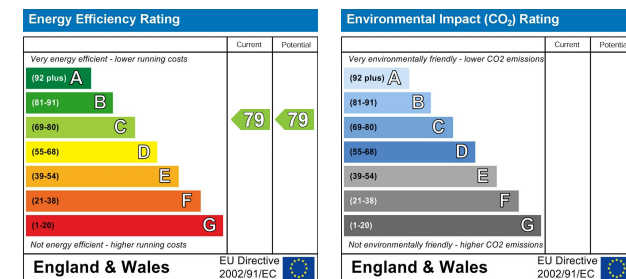 Energy Efficiency Rating
Current Potential
Very energy efficient - lower running costs
(92 plus) A
(81-91) B
(69-80) C
79 79
(55-68) D
(39-54) E
(21-38) F
(1-20) G
Not energy efficient - higher running costs
England & Wales
EU Directive
2002/91/EC
Environmental Impact (CO₂) Rating
Current Potential
Very environmentally friendly - lower CO2 emissions
(92 plus) A
(81-91) B
(69-80) C
(55-68) D
(39-54) E
(21-38) F
(1-20) G
Not environmentally friendly - higher CO2 emissions
England & Wales
EU Directive
2002/91/EC